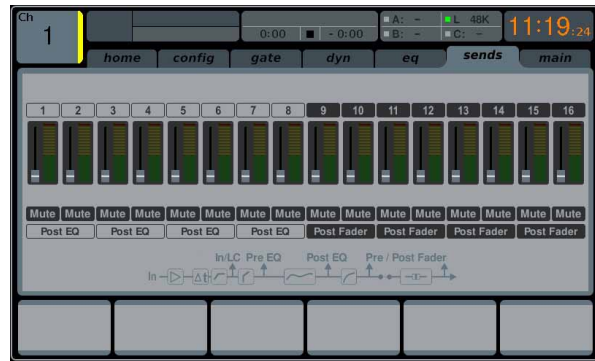 Ch
1
0:00 - 0:00
A: - L 48K
B: - C: -
11:19:24
home config gate dyn eq sends main
1 2 3 4 5 6 7 8 9 10 11 12 13 14 15 16
Mute Mute Mute Mute Mute Mute Mute Mute Mute Mute Mute Mute Mute Mute Mute Mute
Post EQ Post EQ Post EQ Post EQ Post Fader Post Fader Post Fader Post Fader
In/LC Pre EQ Post EQ Pre / Post Fader
In Δt